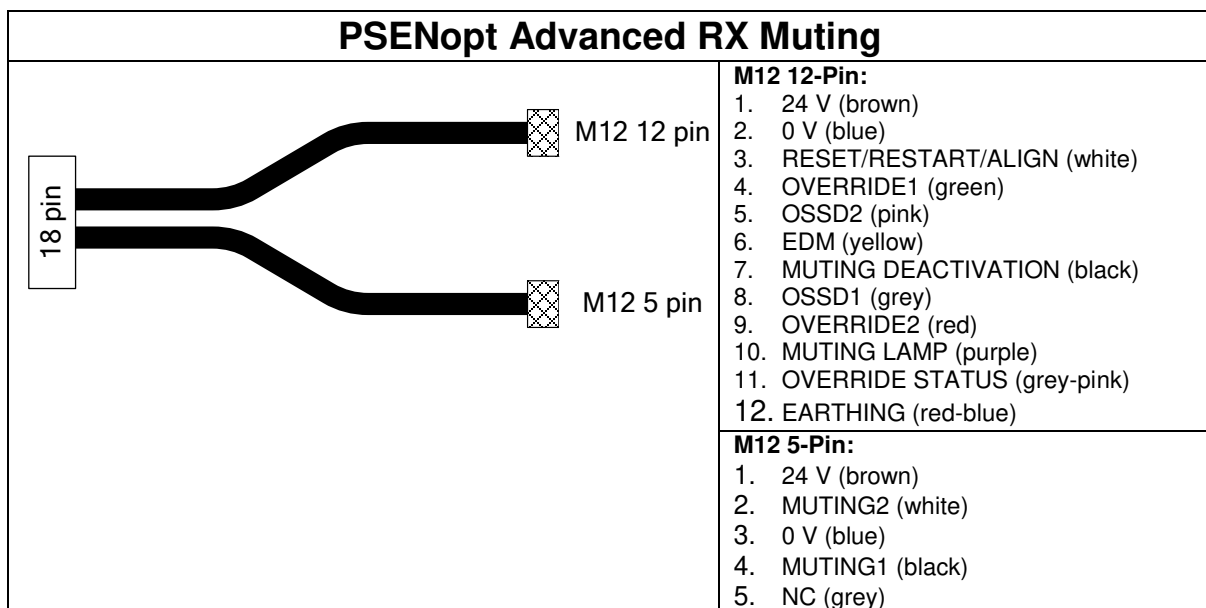 PSENopt Advanced RX Muting
18 pin
M12 12 pin
M12 5 pin
M12 12-Pin:
1. 24 V (brown)
2. 0 V (blue)
3. RESET/RESTART/ALIGN (white)
4. OVERRIDE1 (green)
5. OSSD2 (pink)
6. EDM (yellow)
7. MUTING DEACTIVATION (black)
8. OSSD1 (grey)
9. OVERRIDE2 (red)
10. MUTING LAMP (purple)
11. OVERRIDE STATUS (grey-pink)
12. EARTHING (red-blue)
M12 5-Pin:
1. 24 V (brown)
2. MUTING2 (white)
3. 0 V (blue)
4. MUTING1 (black)
5. NC (grey)